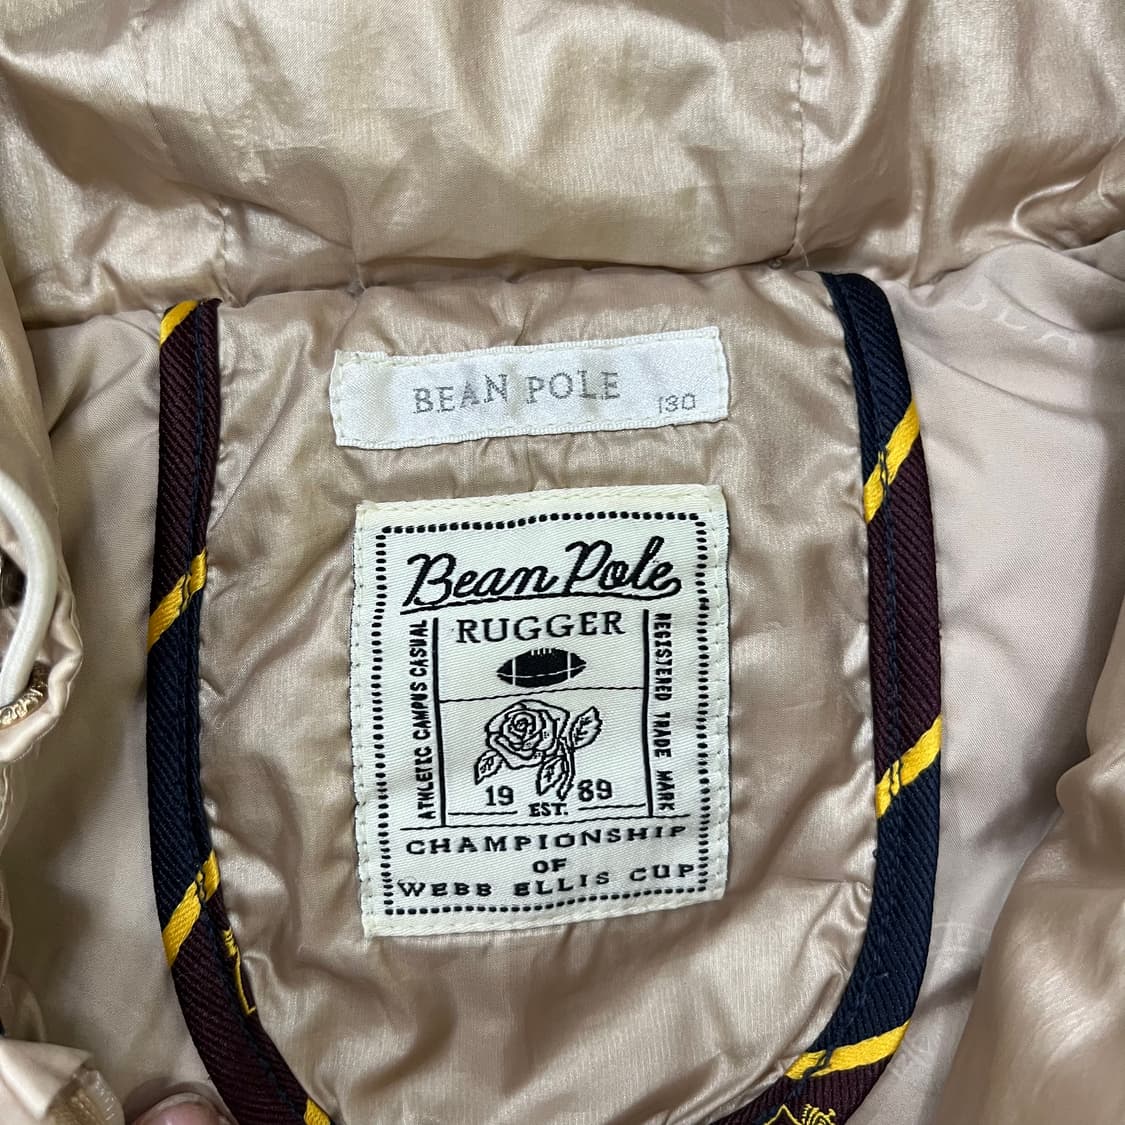 BEAN POLE
130
Bean Pole
RUGGER
ATHLETIC CAMPUS CASUAL
REGISTERED TRADE MARK
19 EST. 89
CHAMPIONSHIP
OF
WEBB ELLIS CUP